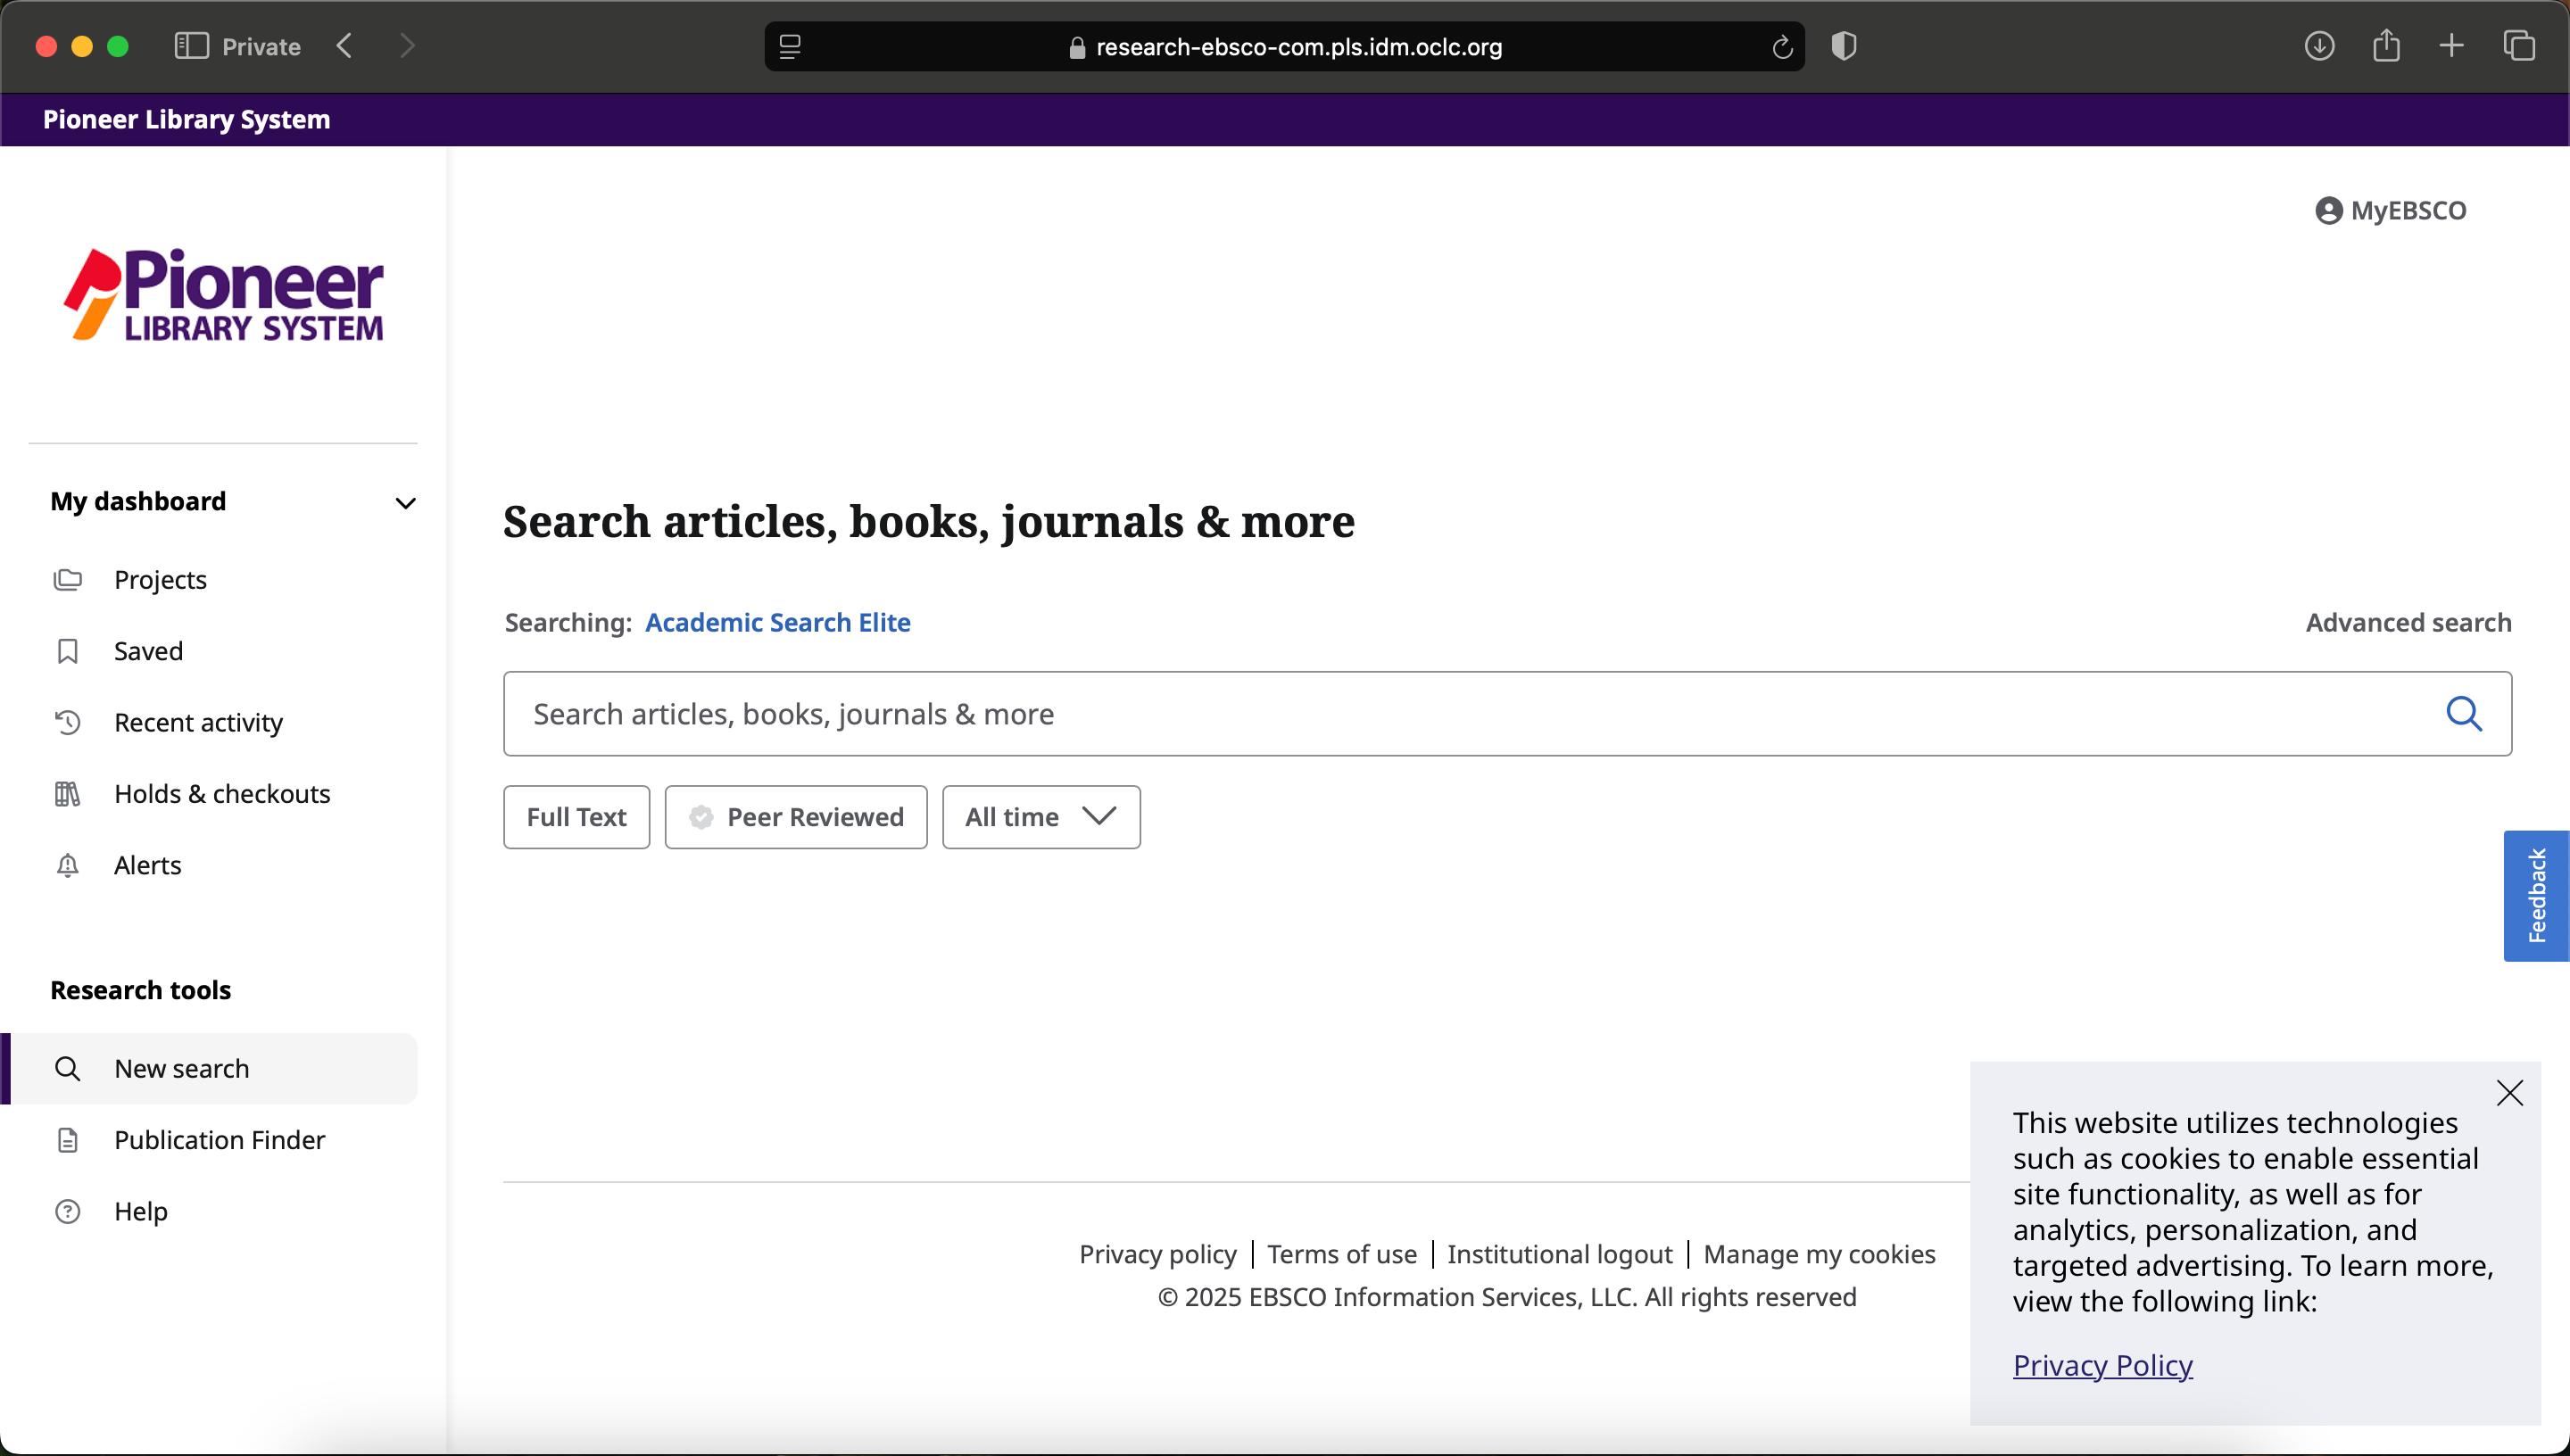 Private
research-ebsco-com.pls.idm.oclc.org
Pioneer Library System
MyEBSCO
Pioneer
LIBRARY SYSTEM
My dashboard
Projects
Saved
Recent activity
Holds & checkouts
Alerts
Research tools
New search
Publication Finder
Help
Search articles, books, journals & more
Searching: Academic Search Elite
Advanced search
Search articles, books, journals & more
Full Text
Peer Reviewed
All time
Feedback
Privacy policy | Terms of use | Institutional logout | Manage my cookies
© 2025 EBSCO Information Services, LLC. All rights reserved
This website utilizes technologies
such as cookies to enable essential
site functionality, as well as for
analytics, personalization, and
targeted advertising. To learn more,
view the following link:
Privacy Policy